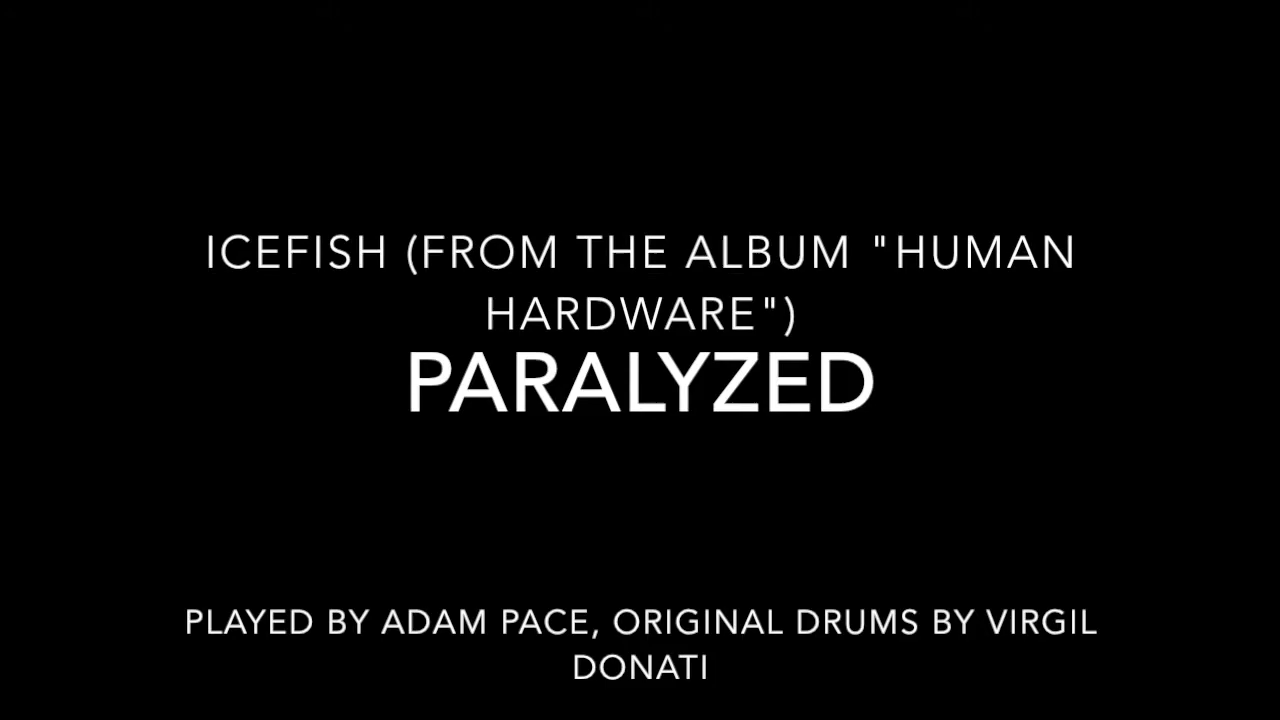 ICEFISH (FROM THE ALBUM "HUMAN
HARDWARE")
PARALYZED
PLAYED BY ADAM PACE, ORIGINAL DRUMS BY VIRGIL
DONATI